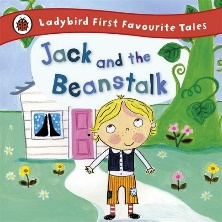 Ladybird First Favourite Tales
Jack and the
Beanstalk